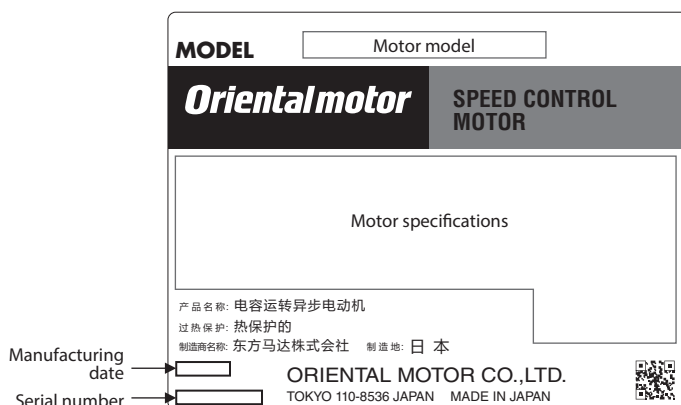 MODEL
Motor model
Orientalmotor
SPEED CONTROL
MOTOR
Motor specifications
产品名称: 电容运转异步电动机
过热保护: 热保护的
制造商名称: 东方马达株式会社 制造地: 日 本
Manufacturing
date
ORIENTAL MOTOR CO.,LTD.
Serial number
TOKYO 110-8536 JAPAN MADE IN JAPAN